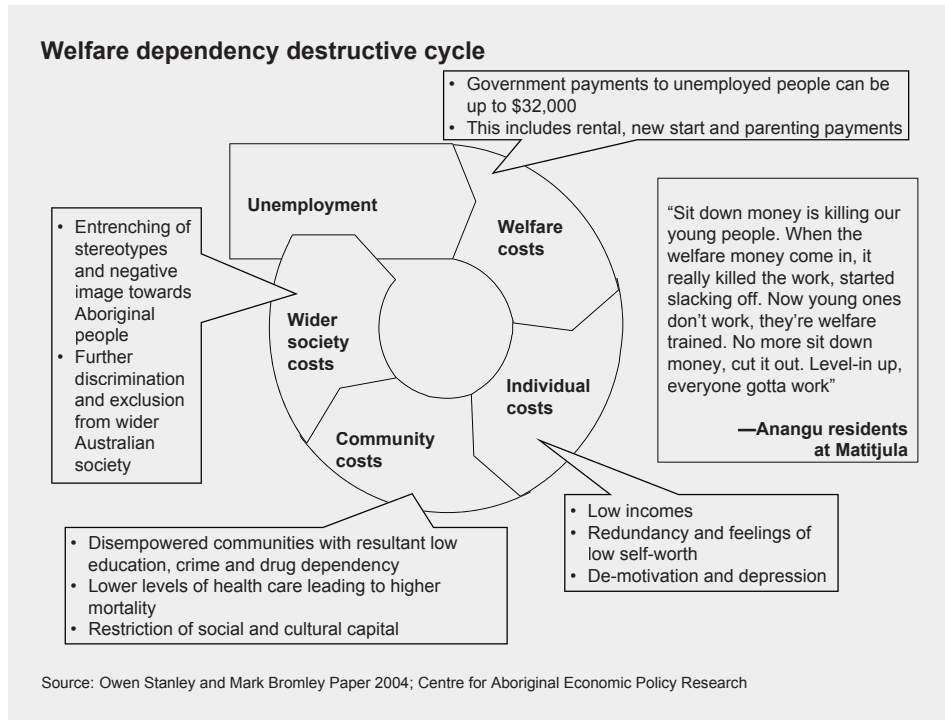 Welfare dependency destructive cycle
• Government payments to unemployed people can be
up to $32,000
• This includes rental, new start and parenting payments
Unemployment
Welfare
costs
“Sit down money is killing our
young people. When the
welfare money come in, it
really killed the work, started
slacking off. Now young ones
don’t work, they’re welfare
trained. No more sit down
money, cut it out. Level-in up,
everyone gotta work”
—Anangu residents
at Matitjula
• Entrenching of
stereotypes
and negative
image towards
Aboriginal
people
• Further
discrimination
and exclusion
from wider
Australian
society
Wider
society
costs
Individual
costs
Community
costs
• Low incomes
• Redundancy and feelings of
low self-worth
• De-motivation and depression
• Disempowered communities with resultant low
education, crime and drug dependency
• Lower levels of health care leading to higher
mortality
• Restriction of social and cultural capital
Source: Owen Stanley and Mark Bromley Paper 2004; Centre for Aboriginal Economic Policy Research